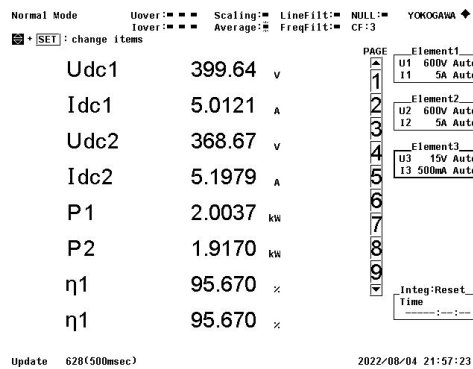 Normal Mode Uover: Scaling: LineFilt: NULL: YOKOGAWA
Iover: Average: FreqFilt: CF:3
+ SET : change items
PAGE
Udc1 399.64 V
Idc1 5.0121 A
Udc2 368.67 V
Idc2 5.1979 A
P1 2.0037 kW
P2 1.9170 kW
η1 95.670 %
η1 95.670 %
1
2
3
4
5
6
7
8
9
Element1
U1 600V Auto
I1 5A Auto
Element2
U2 600V Auto
I2 5A Auto
Element3
U3 15V Auto
I3 500mA Auto
Integ:Reset
Time
-----:--:--
Update 628(500msec) 2022/08/04 21:57:23